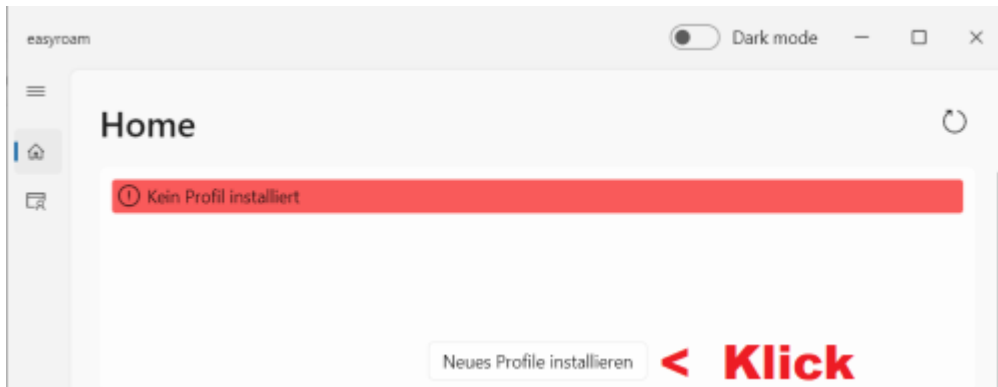 easyroam Dark mode
Home
Kein Profil installiert
Neues Profile installieren < Klick